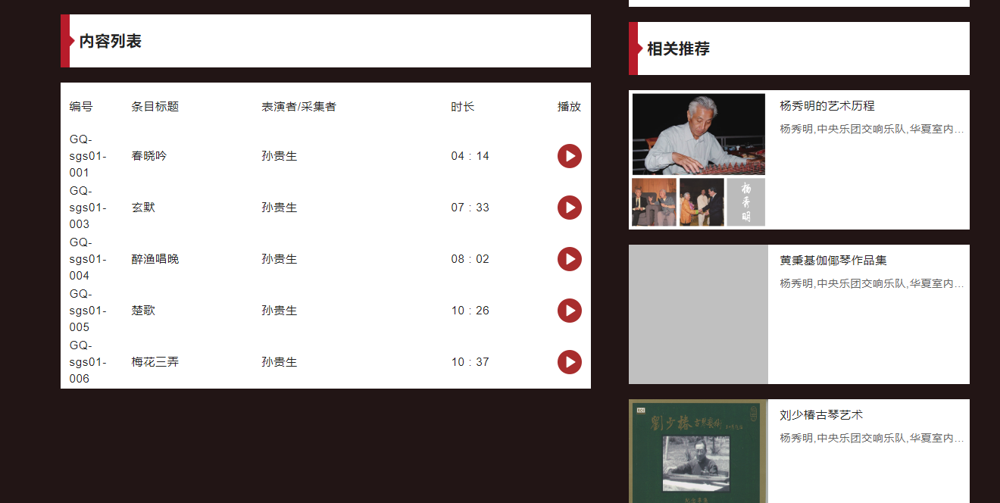 内容列表
编号 条目标题 表演者/采集者 时长 播放
GQ-
sgs01-
001
春晓吟 孙贵生 04 : 14
GQ-
sgs01-
003
玄默 孙贵生 07 : 33
GQ-
sgs01-
004
醉渔唱晚 孙贵生 08 : 02
GQ-
sgs01-
005
楚歌 孙贵生 10 : 26
GQ-
sgs01-
006
梅花三弄 孙贵生 10 : 37
相关推荐
杨秀明的艺术历程
杨秀明,中央乐团交响乐队,华夏室内...
杨秀明
黄秉基伽倻琴作品集
杨秀明,中央乐团交响乐队,华夏室内...
刘少椿古琴艺术
杨秀明,中央乐团交响乐队,华夏室内...
劉少椿古琴藝術